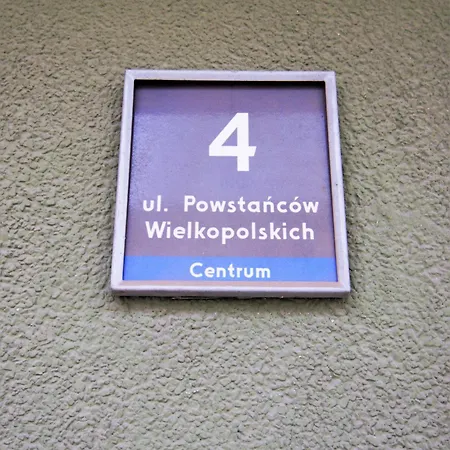 4
ul. Powstańców
Wielkopolskich
Centrum